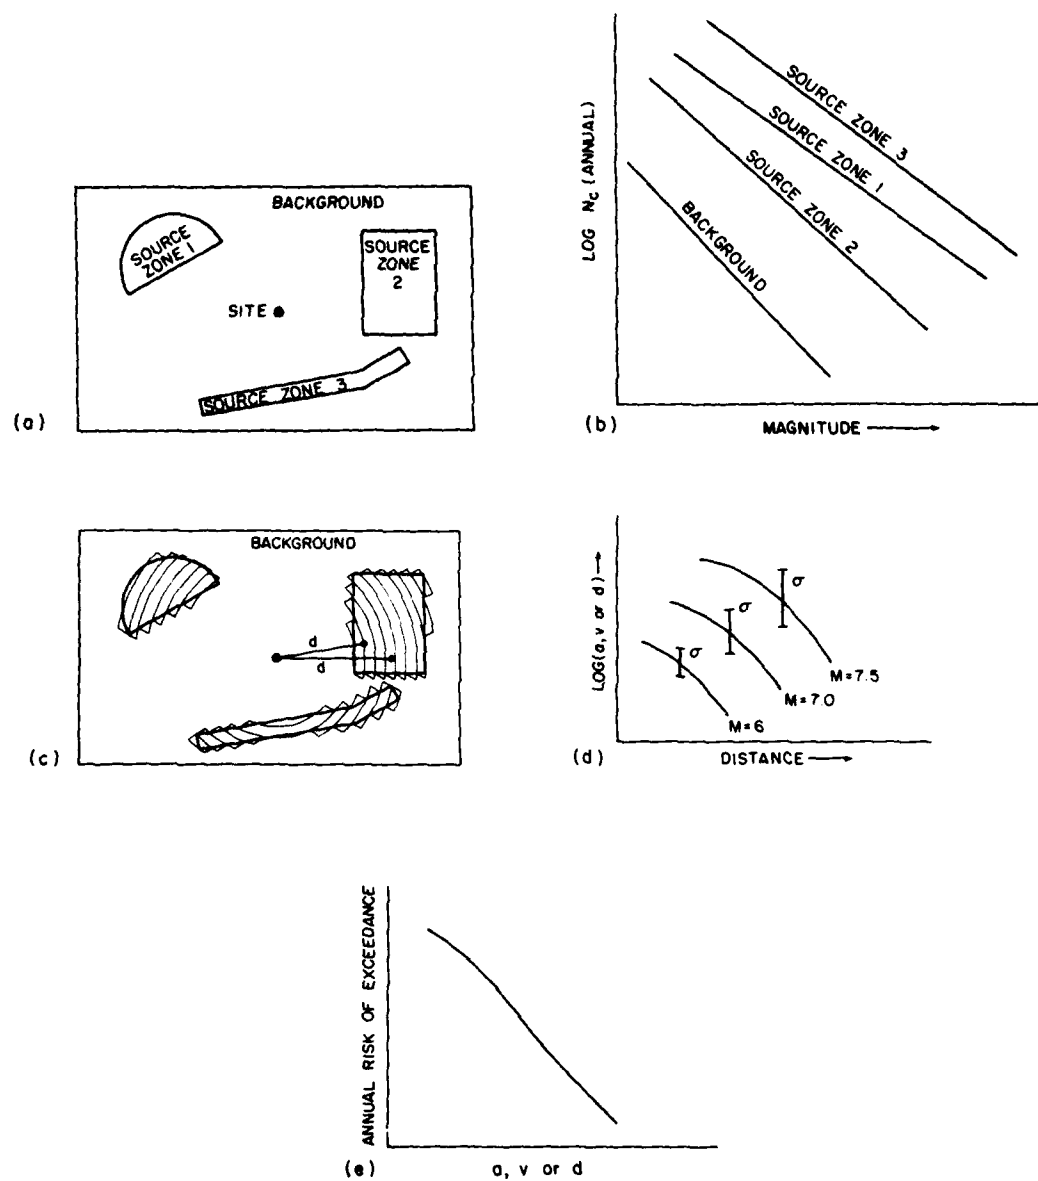 BACKGROUND
SOURCE
ZONE 1
SOURCE
ZONE
2
SITE
SOURCE ZONE 3
(a)
LOG Nc (ANNUAL)
SOURCE ZONE 3
SOURCE ZONE 1
SOURCE ZONE 2
BACKGROUND
(b)
MAGNITUDE
BACKGROUND
d
d
(c)
LOG(a,v or d)
σ
σ
σ
M=7.5
M=7.0
M=6
(d)
DISTANCE
ANNUAL RISK OF EXCEEDANCE
(e)
a, v or d